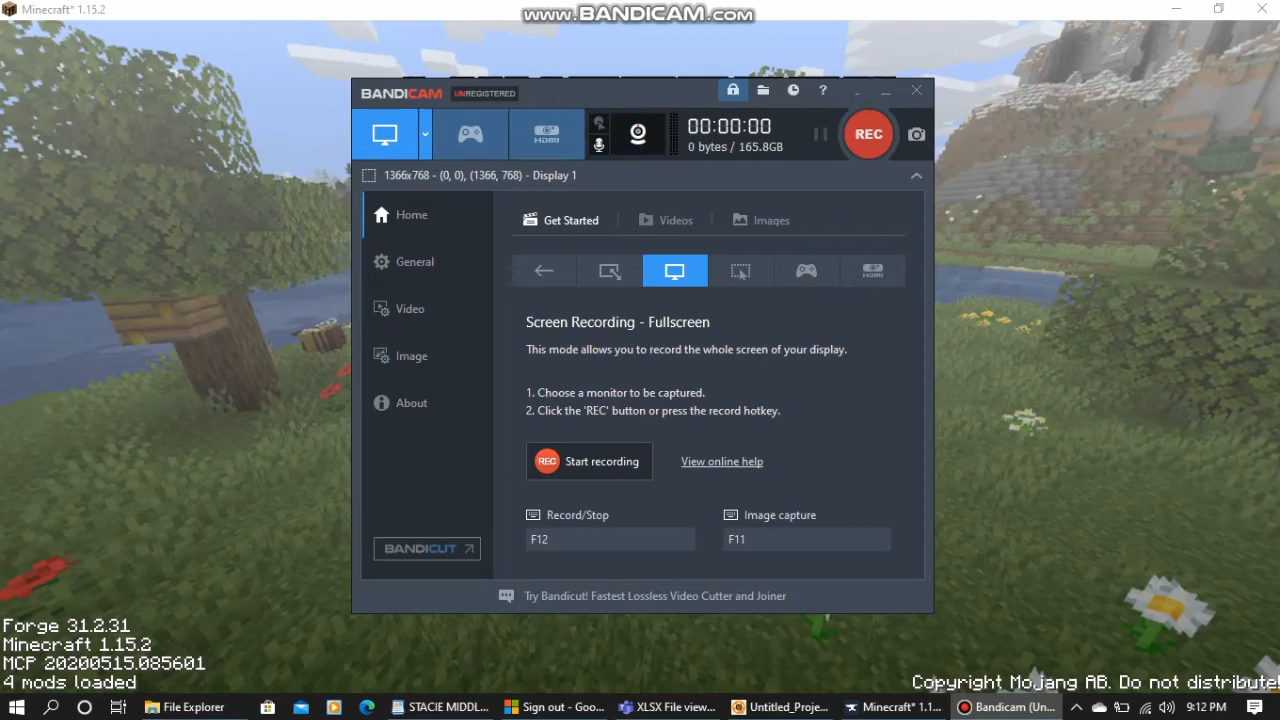 Minecraft* 1.15.2
www.BANDICAM.com
BANDICAM UNREGISTERED
?
HDMI
00:00:00
0 bytes / 165.8GB
REC
1366x768 - (0, 0), (1366, 768) - Display 1
Home
General
Video
Image
About
BANDICUT
Get Started
Videos
Images
HDMI
Screen Recording - Fullscreen
This mode allows you to record the whole screen of your display.
1. Choose a monitor to be captured.
2. Click the 'REC' button or press the record hotkey.
REC Start recording
View online help
Record/Stop
F12
Image capture
F11
Try Bandicut! Fastest Lossless Video Cutter and Joiner
Forge 31.2.31
Minecraft 1.15.2
MCP 20200515.085601
4 mods loaded
Copyright Mojang AB. Do not distribute!
File Explorer
STACIE MIDDL...
Sign out - Goo...
XLSX File view...
Untitled_Proje...
Minecraft* 1.1...
Bandicam (Un...
9:12 PM